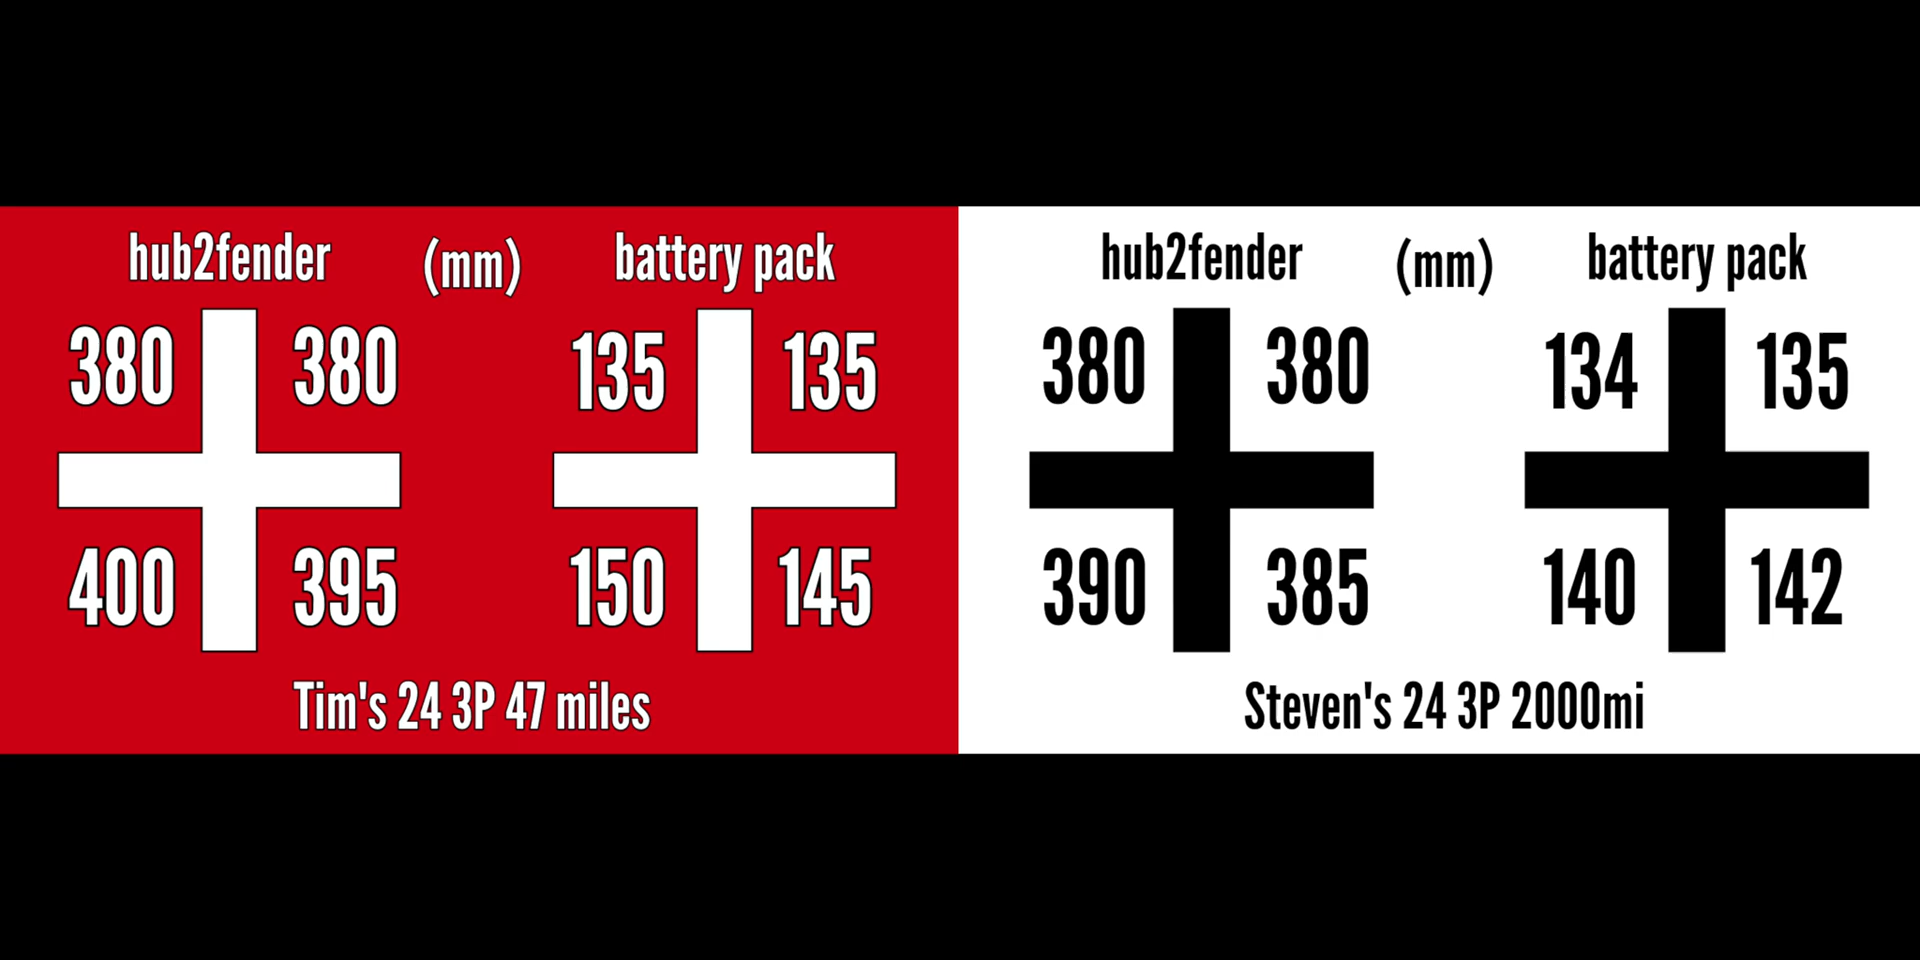 hub2fender (mm) battery pack
380 380 135 135
400 395 150 145
Tim's 24 3P 47 miles
hub2fender (mm) battery pack
380 380 134 135
390 385 140 142
Steven's 24 3P 2000mi